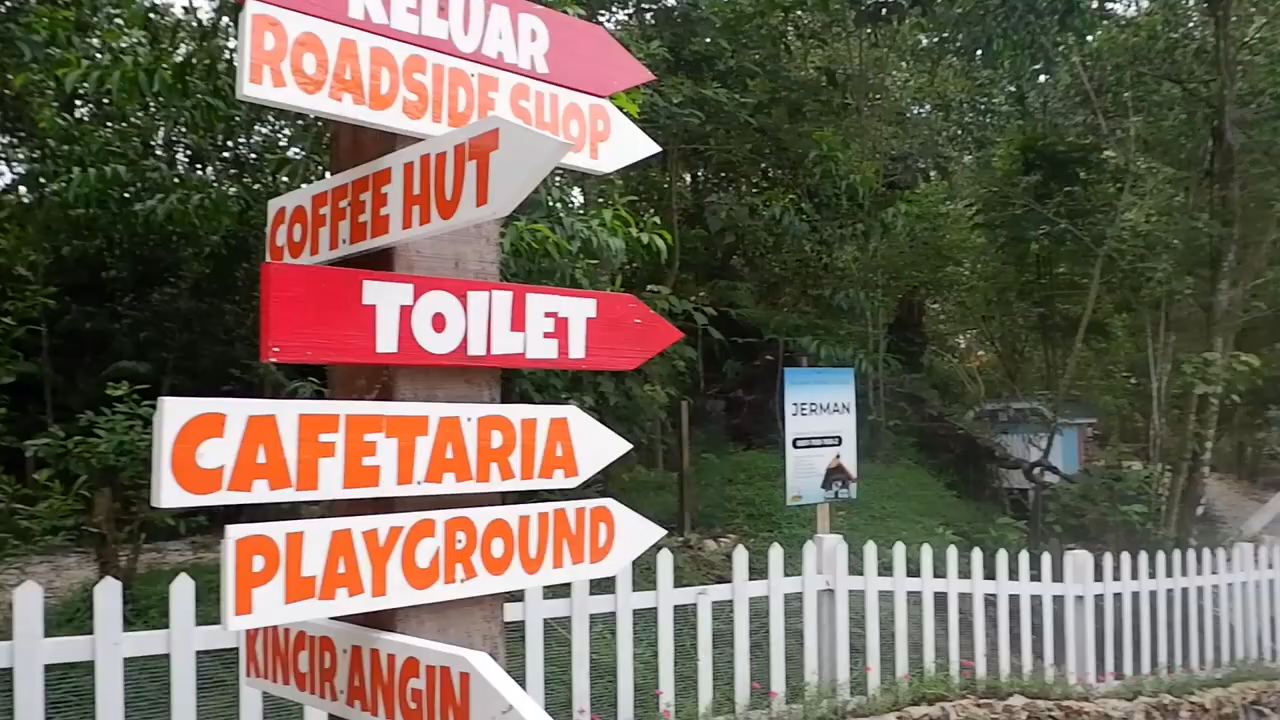 KELUAR
ROADSIDE SHOP
COFFEE HUT
TOILET
CAFETARIA
PLAYGROUND
KINCIR ANGIN
JERMAN